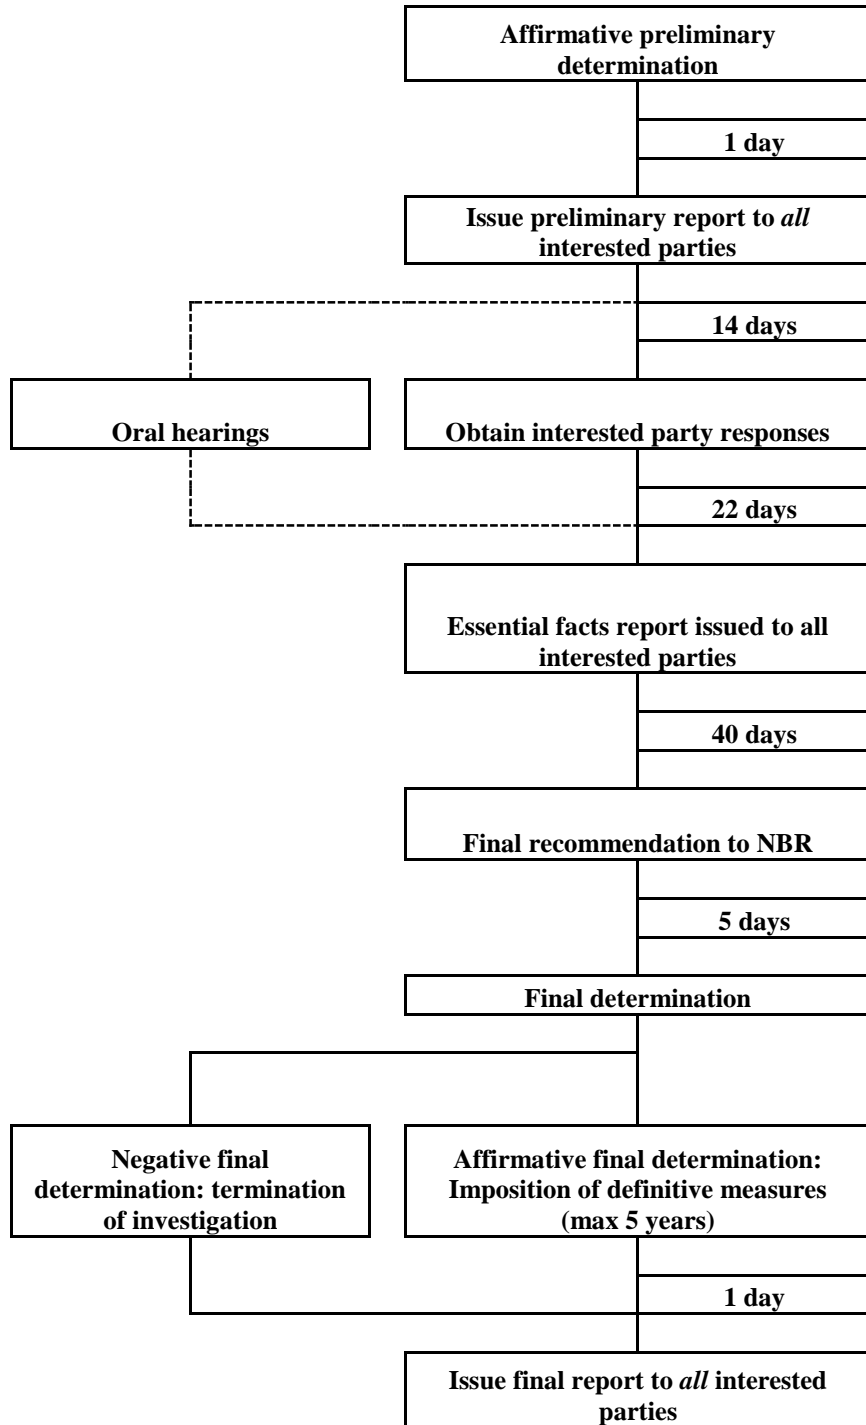 Affirmative preliminary
determination
1 day
Issue preliminary report to all
interested parties
14 days
Oral hearings
Obtain interested party responses
22 days
Essential facts report issued to all
interested parties
40 days
Final recommendation to NBR
5 days
Final determination
Negative final
determination: termination
of investigation
Affirmative final determination:
Imposition of definitive measures
(max 5 years)
1 day
Issue final report to all interested
parties